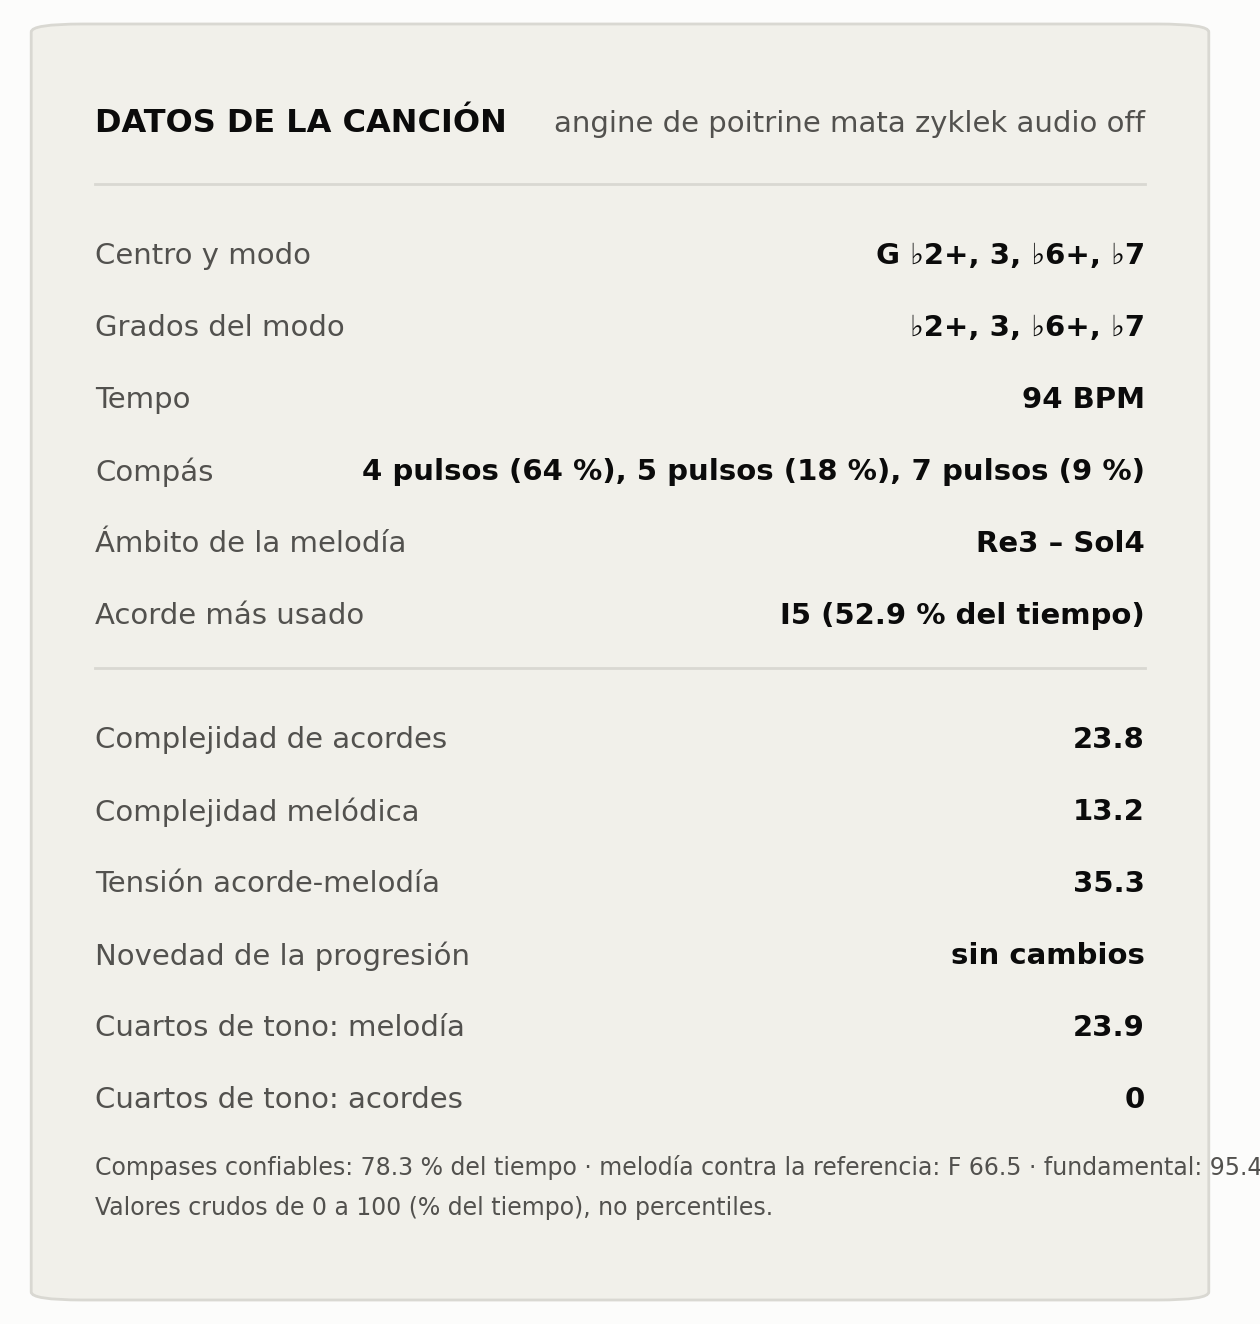 DATOS DE LA CANCIÓN angine de poitrine mata zyklek audio off
Centro y modo G ♭2+, 3, ♭6+, ♭7
Grados del modo ♭2+, 3, ♭6+, ♭7
Tempo 94 BPM
Compás 4 pulsos (64 %), 5 pulsos (18 %), 7 pulsos (9 %)
Ámbito de la melodía Re3 – Sol4
Acorde más usado I5 (52.9 % del tiempo)
Complejidad de acordes 23.8
Complejidad melódica 13.2
Tensión acorde-melodía 35.3
Novedad de la progresión sin cambios
Cuartos de tono: melodía 23.9
Cuartos de tono: acordes 0
Compases confiables: 78.3 % del tiempo · melodía contra la referencia: F 66.5 · fundamental: 95.4
Valores crudos de 0 a 100 (% del tiempo), no percentiles.